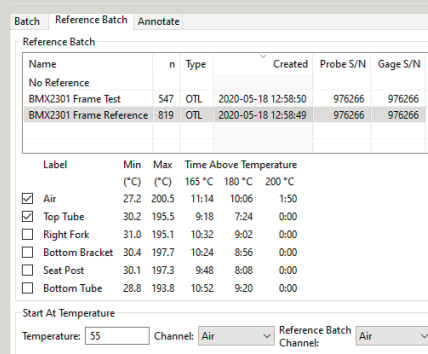 Batch Reference Batch Annotate
Reference Batch
Name n Type Created Probe S/N Gage S/N
No Reference
BMX2301 Frame Test 547 OTL 2020-05-18 12:58:50 976266 976266
BMX2301 Frame Reference 819 OTL 2020-05-18 12:58:49 976266 976266
Label Min Max Time Above Temperature
(°C) (°C) 165 °C 180 °C 200 °C
Air 27.2 200.5 11:14 10:06 1:50
Top Tube 30.2 195.5 9:18 7:24 0:00
Right Fork 31.0 195.1 10:32 9:02 0:00
Bottom Bracket 30.4 197.7 10:24 8:56 0:00
Seat Post 30.1 197.3 9:48 8:08 0:00
Bottom Tube 28.8 193.8 10:52 9:20 0:00
Start At Temperature
Temperature: 55 Channel: Air Reference Batch Channel: Air